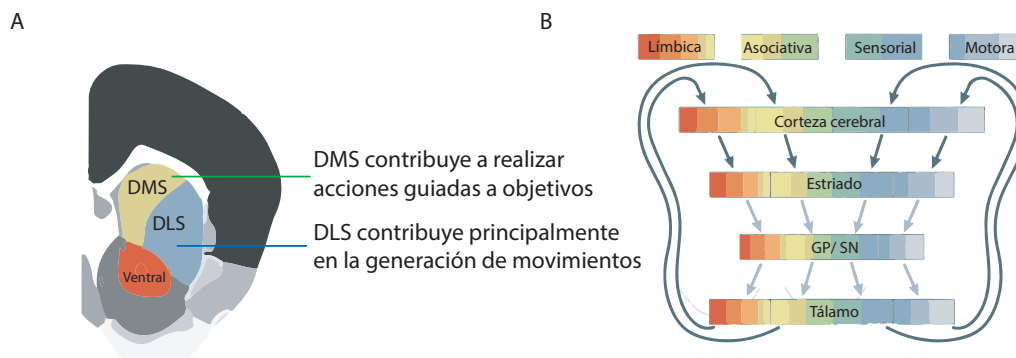 A
DMS
DLS
Ventral
DMS contribuye a realizar
acciones guiadas a objetivos
DLS contribuye principalmente
en la generación de movimientos
B
Límbica
Asociativa
Sensorial
Motora
Corteza cerebral
Estriado
GP/ SN
Tálamo